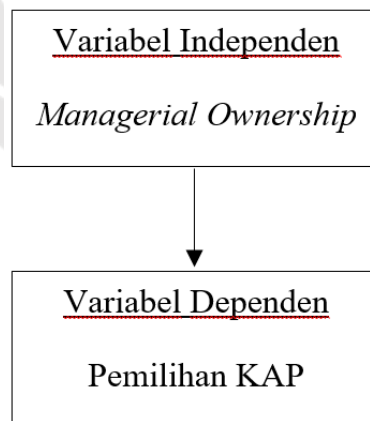 Variabel Independen
Managerial Ownership
Variabel Dependen
Pemilihan KAP